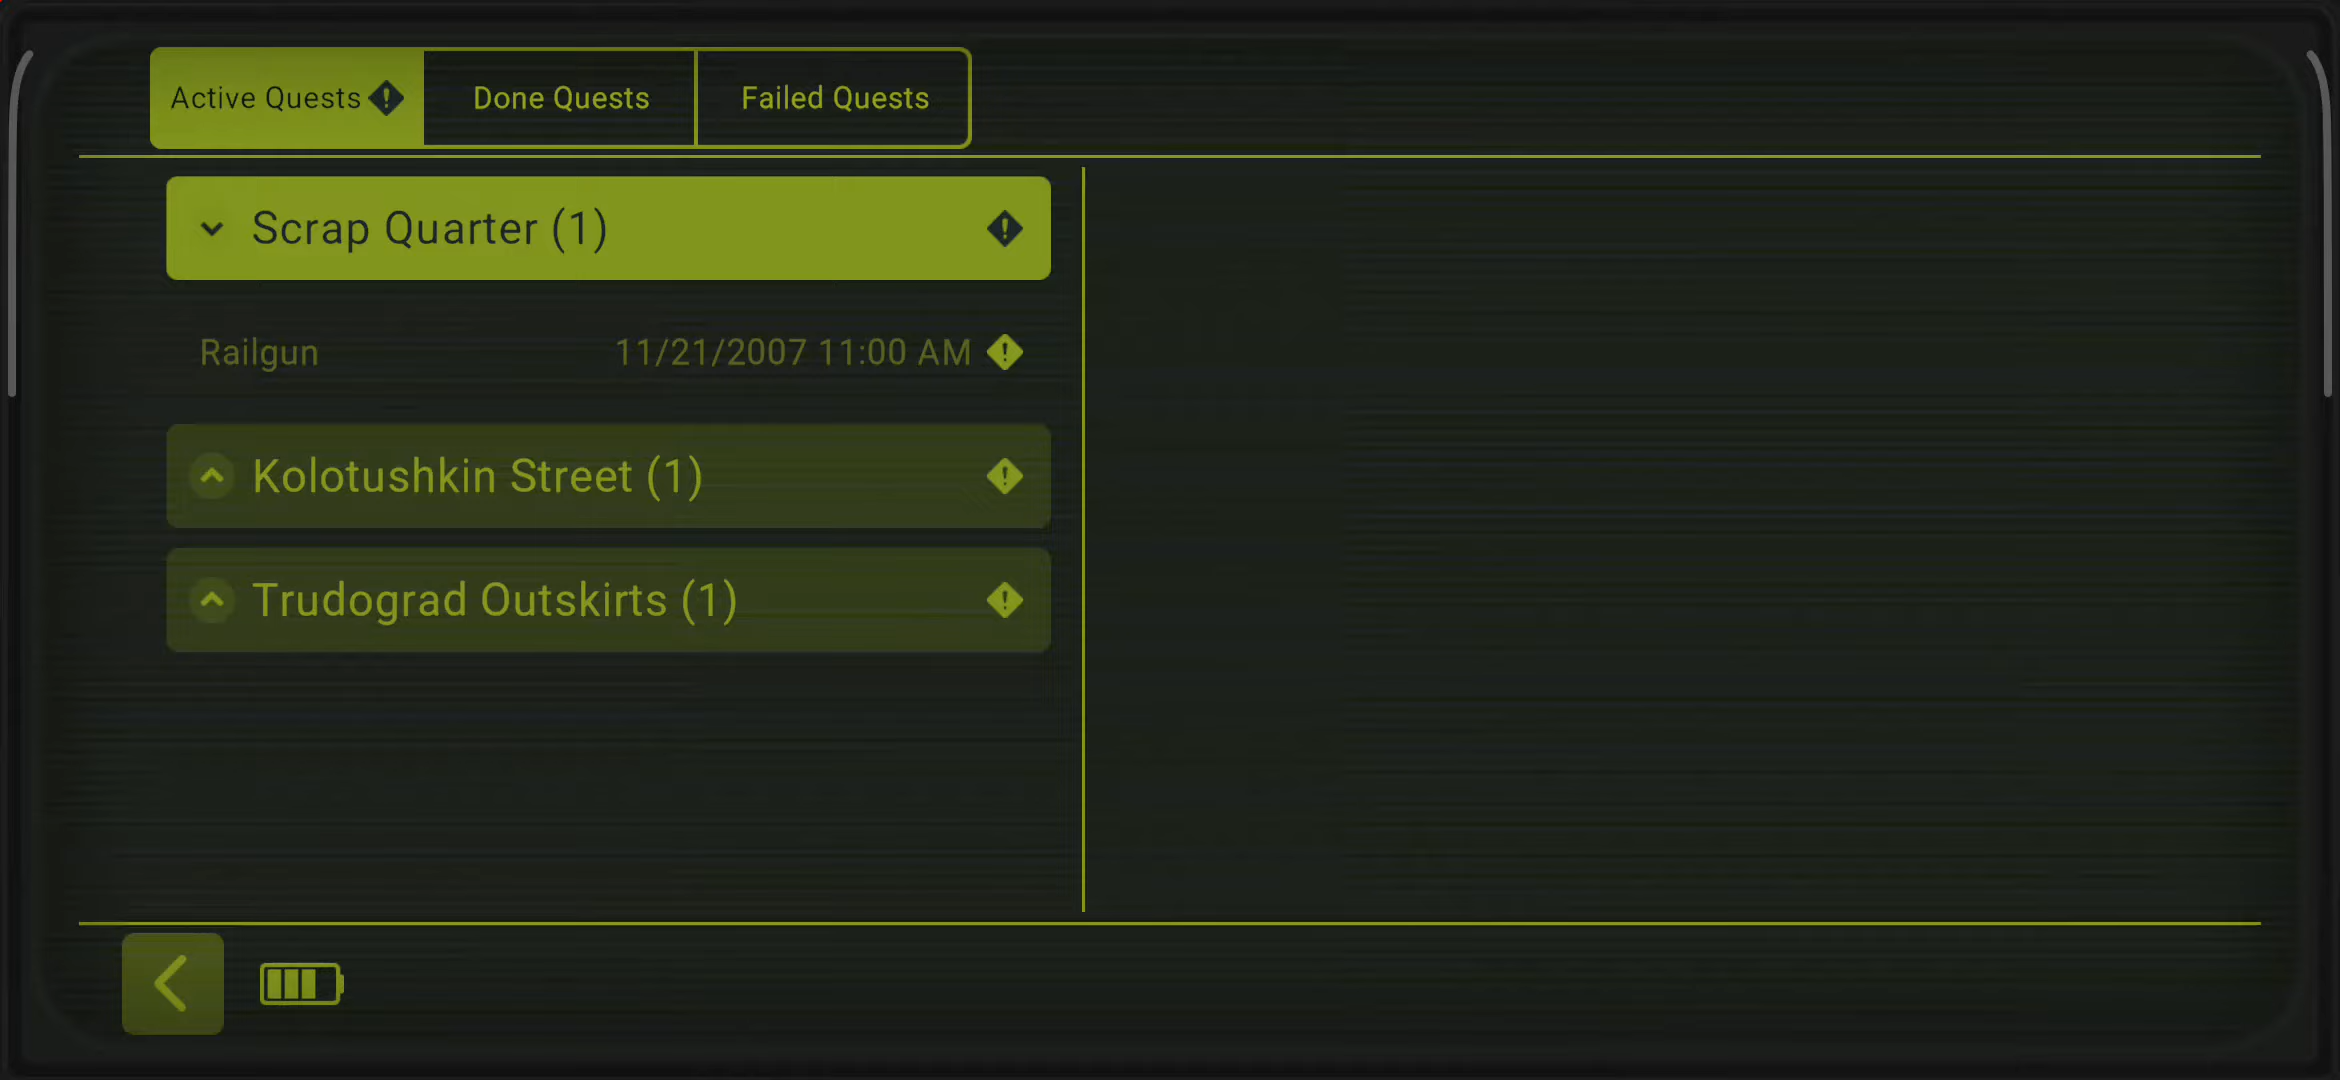 Active Quests
Done Quests
Failed Quests
Scrap Quarter (1)
Railgun 11/21/2007 11:00 AM
Kolotushkin Street (1)
Trudograd Outskirts (1)